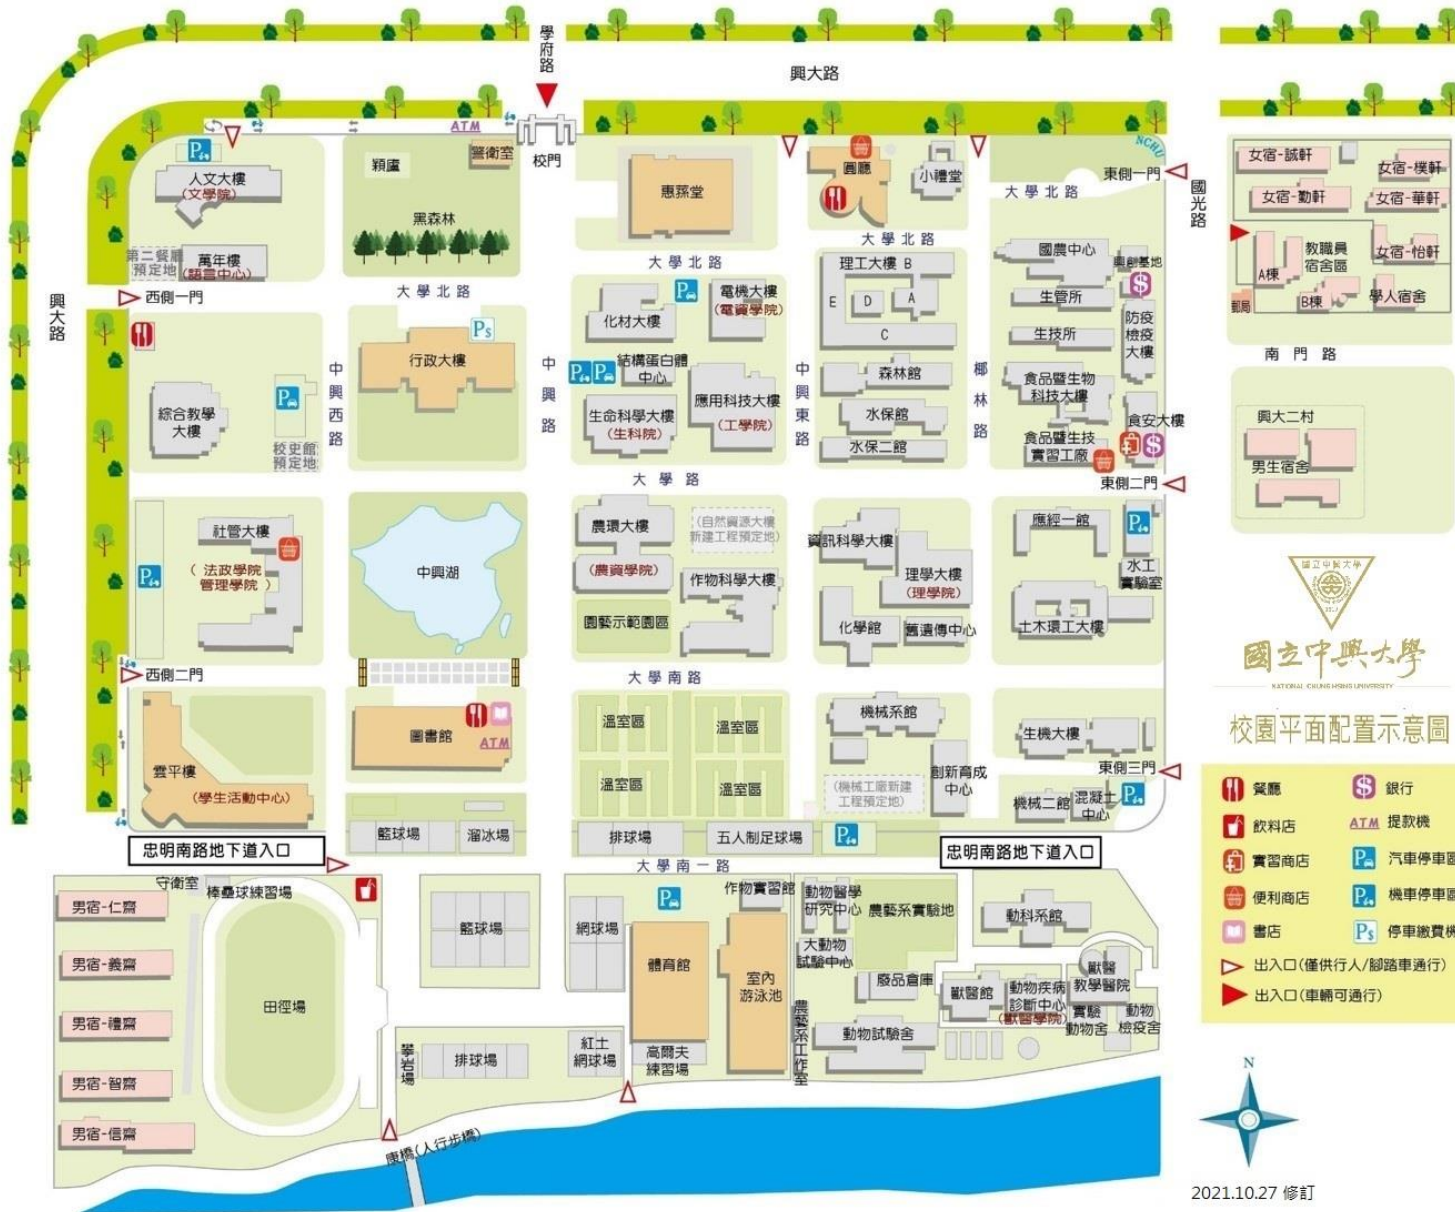 學府路
興大路
校門
ATM
警衛室
穎廬
黑森林
人文大樓
(文學院)
第二餐廳
預定地
萬年樓
(語言中心)
西側一門
興大路
惠蓀堂
圓廳
小禮堂
NCHU
東側一門
國光路
大學北路
大學北路
大學北路
大學北路
女宿-誠軒
女宿-樸軒
女宿-勤軒
女宿-華軒
女宿-怡軒
教職員
宿舍區
A棟
B棟
學人宿舍
郵局
南門路
興大二村
男生宿舍
中興西路
行政大樓
Ps
綜合教學
大樓
校史館
預定地
中興路
化材大樓
電機大樓
(電資學院)
結構蛋白體
中心
生命科學大樓
(生科院)
應用科技大樓
(工學院)
中興東路
理工大樓 B
E
D
A
C
森林館
水保館
水保二館
椰林路
國農中心
興創基地
生管所
生技所
防疫
檢疫
大樓
食品暨生物
科技大樓
食安大樓
食品暨生技
實習工廠
東側二門
大學路
社管大樓
(法政學院
管理學院)
中興湖
農環大樓
(農資學院)
(自然資源大樓
新建工程預定地)
作物科學大樓
園藝示範園區
資訊科學大樓
理學大樓
(理學院)
化學館
舊遺傳中心
應經一館
水工
實驗室
土木環工大樓
西側二門
大學南路
雲平樓
(學生活動中心)
圖書館
ATM
溫室區
溫室區
溫室區
溫室區
機械系館
(機械工廠新建
工程預定地)
創新育成
中心
生機大樓
東側三門
機械二館
混凝土
中心
籃球場
溜冰場
排球場
五人制足球場
忠明南路地下道入口
大學南一路
忠明南路地下道入口
守衛室
棒壘球練習場
男宿-仁齋
男宿-義齋
男宿-禮齋
男宿-智齋
男宿-信齋
田徑場
攀岩場
籃球場
排球場
網球場
紅土
網球場
體育館
高爾夫
練習場
作物實習館
室內
游泳池
農藝系工作室
動物醫學
研究中心
大動物
試驗中心
農藝系實驗地
廢品倉庫
動物試驗舍
動科系館
獸醫館
動物疾病
診斷中心
(獸醫學院)
獸醫
教學醫院
實驗
動物舍
動物
檢疫舍
康橋(人行步橋)
國立中興大學
國立中興大學
NATIONAL CHUNG HSING UNIVERSITY
校園平面配置示意圖
餐廳
銀行
飲料店
ATM 提款機
實習商店
汽車停車區
便利商店
機車停車區
書店
Ps 停車繳費機
出入口(僅供行人/腳踏車通行)
出入口(車輛可通行)
N
2021.10.27 修訂